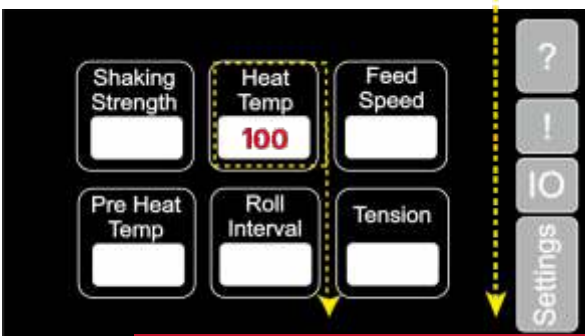 Shaking
Strength
Heat
Temp
100
Feed
Speed
Pre Heat
Temp
Roll
Interval
Tension
?
!
IO
Settings